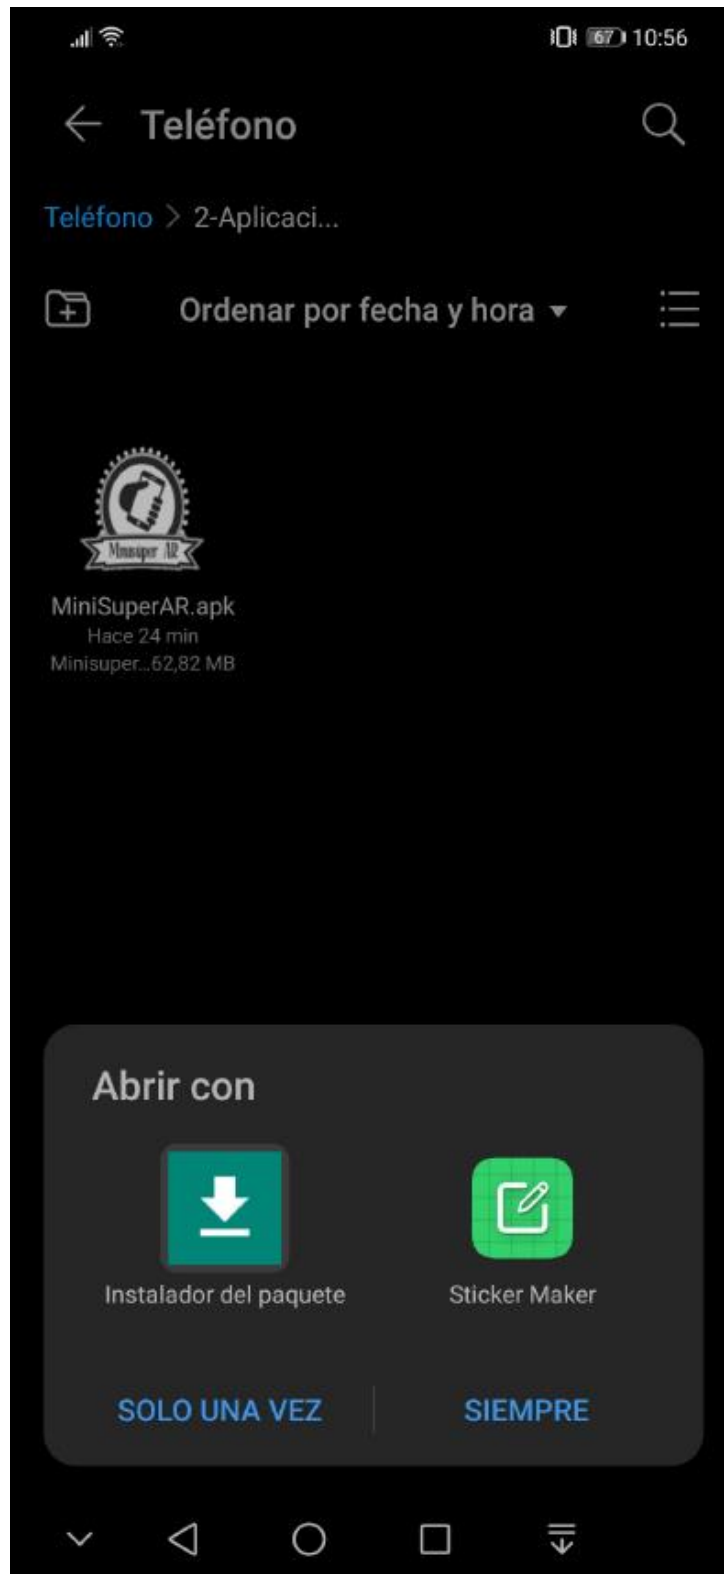 67 10:56
Teléfono
Teléfono > 2-Aplicaci...
Ordenar por fecha y hora
Minisuper AR
MiniSuperAR.apk
Hace 24 min
Minisuper...62,82 MB
Abrir con
Instalador del paquete
Sticker Maker
SOLO UNA VEZ
SIEMPRE